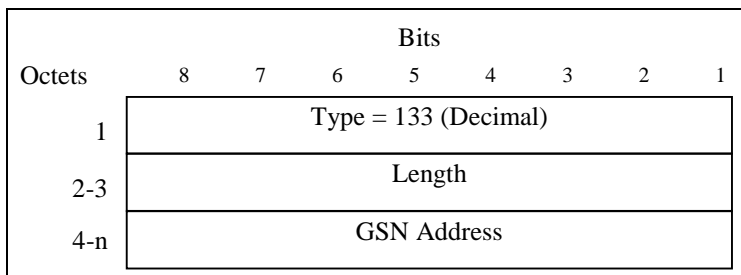 Bits
Octets 8 7 6 5 4 3 2 1
1 Type = 133 (Decimal)
2-3 Length
4-n GSN Address